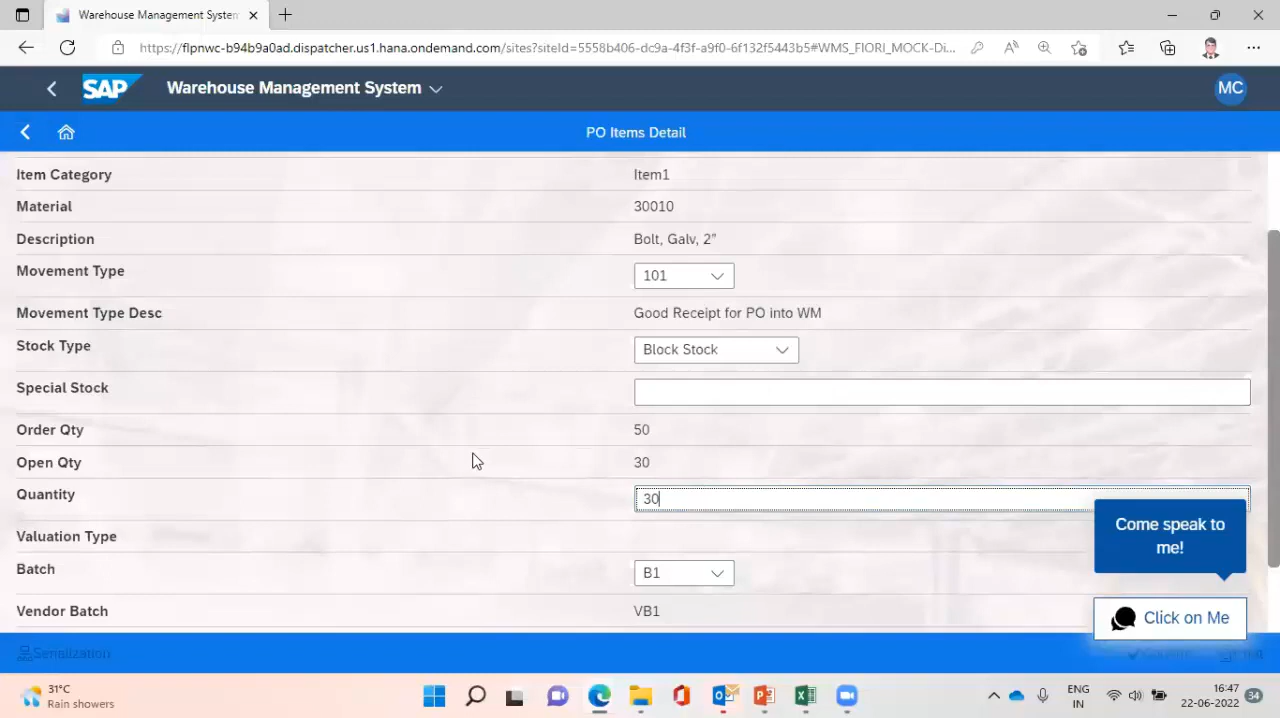 Warehouse Management System
https://flpnwc-b94b9a0ad.dispatcher.us1.hana.ondemand.com/sites?siteId=5558b406-dc9a-4f3f-a9f0-6f132f5443b5#WMS_FIORI_MOCK-Di...
SAP Warehouse Management System MC
PO Items Detail
Item Category Item1
Material 30010
Description Bolt, Galv, 2”
Movement Type 101
Movement Type Desc Good Receipt for PO into WM
Stock Type Block Stock
Special Stock
Order Qty 50
Open Qty 30
Quantity 30
Come speak to
me!
Valuation Type
Batch B1
Vendor Batch VB1
Click on Me
Serialization
31°C
Rain showers
ENG
IN
16:47
22-06-2022
34